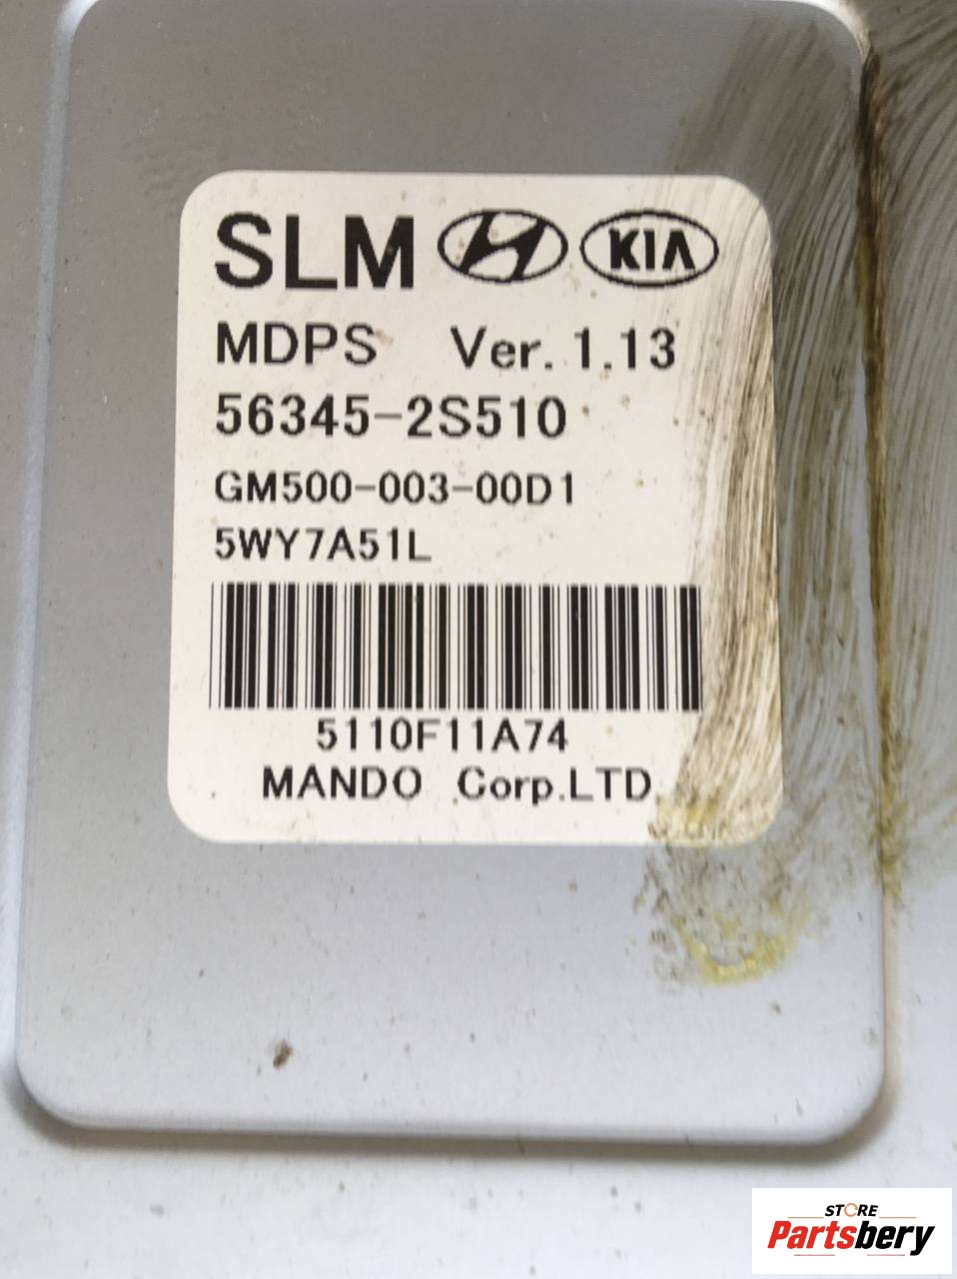 SLM H KIA
MDPS Ver. 1.13
56345-2S510
GM500-003-00D1
5WY7A51L
5110F11A74
MANDO Corp.LTD
STORE
Partsbery